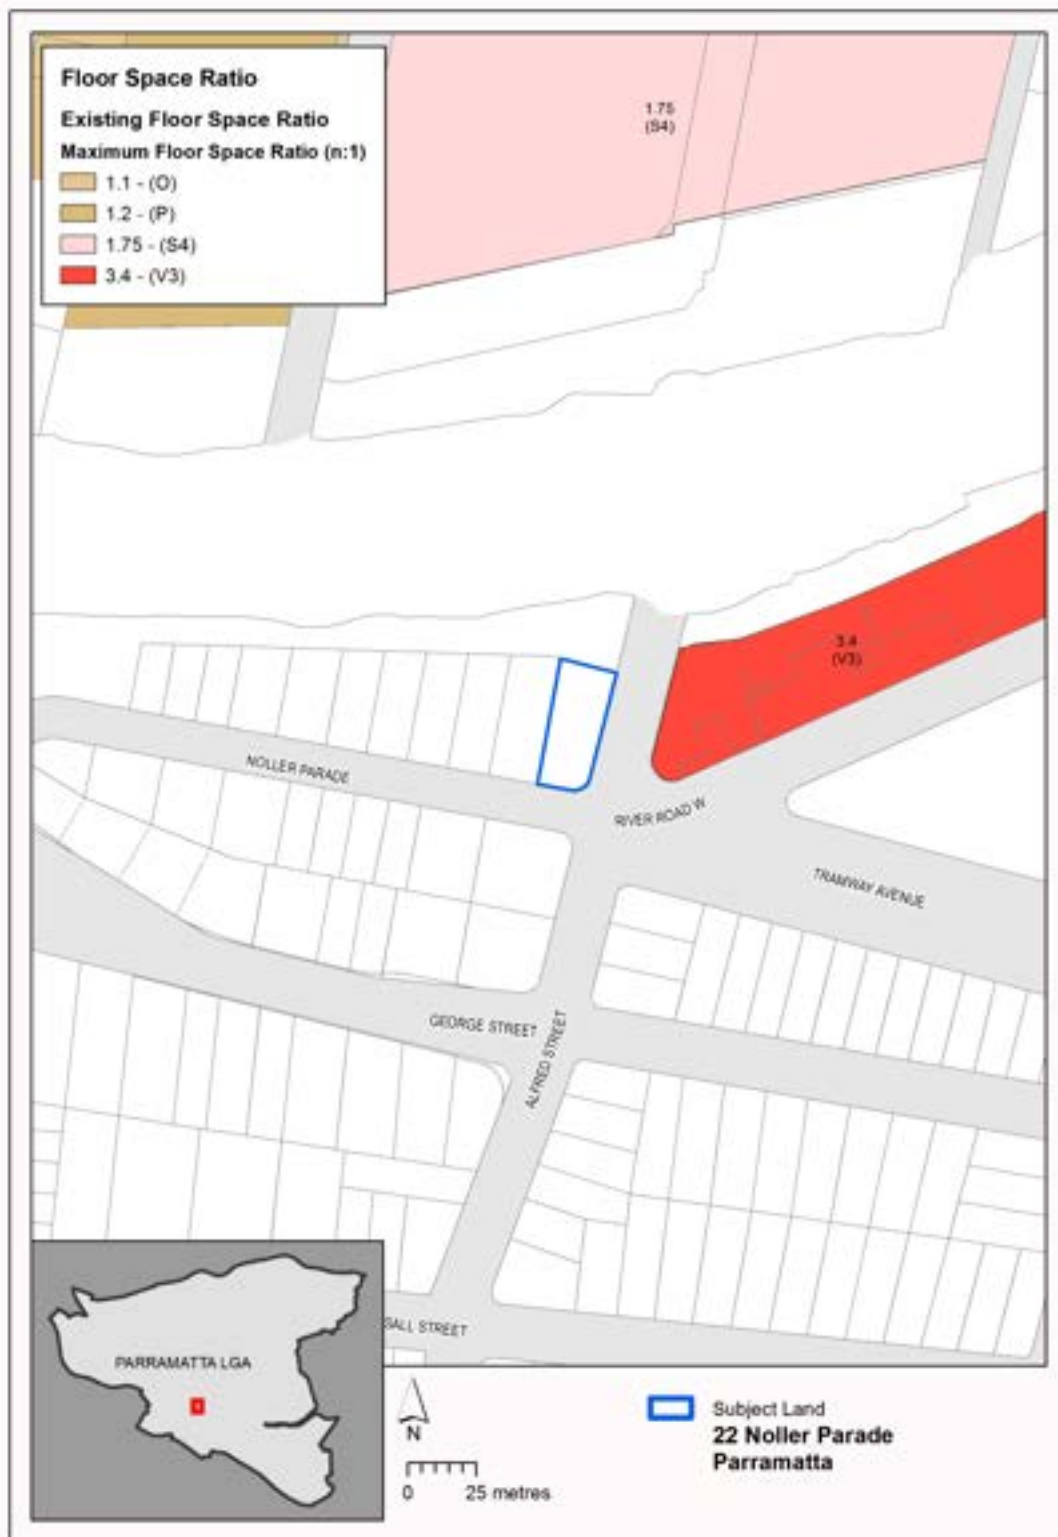 Floor Space Ratio
Existing Floor Space Ratio
Maximum Floor Space Ratio (n:1)
1.1 - (O)
1.2 - (P)
1.75 - (S4)
3.4 - (V3)
1.75
(S4)
3.4
(V3)
NOLLER PARADE
RIVER ROAD W
TRAMWAY AVENUE
GEORGE STREET
ALFRED STREET
GALL STREET
PARRAMATTA LGA
N
0 25 metres
Subject Land
22 Noller Parade
Parramatta